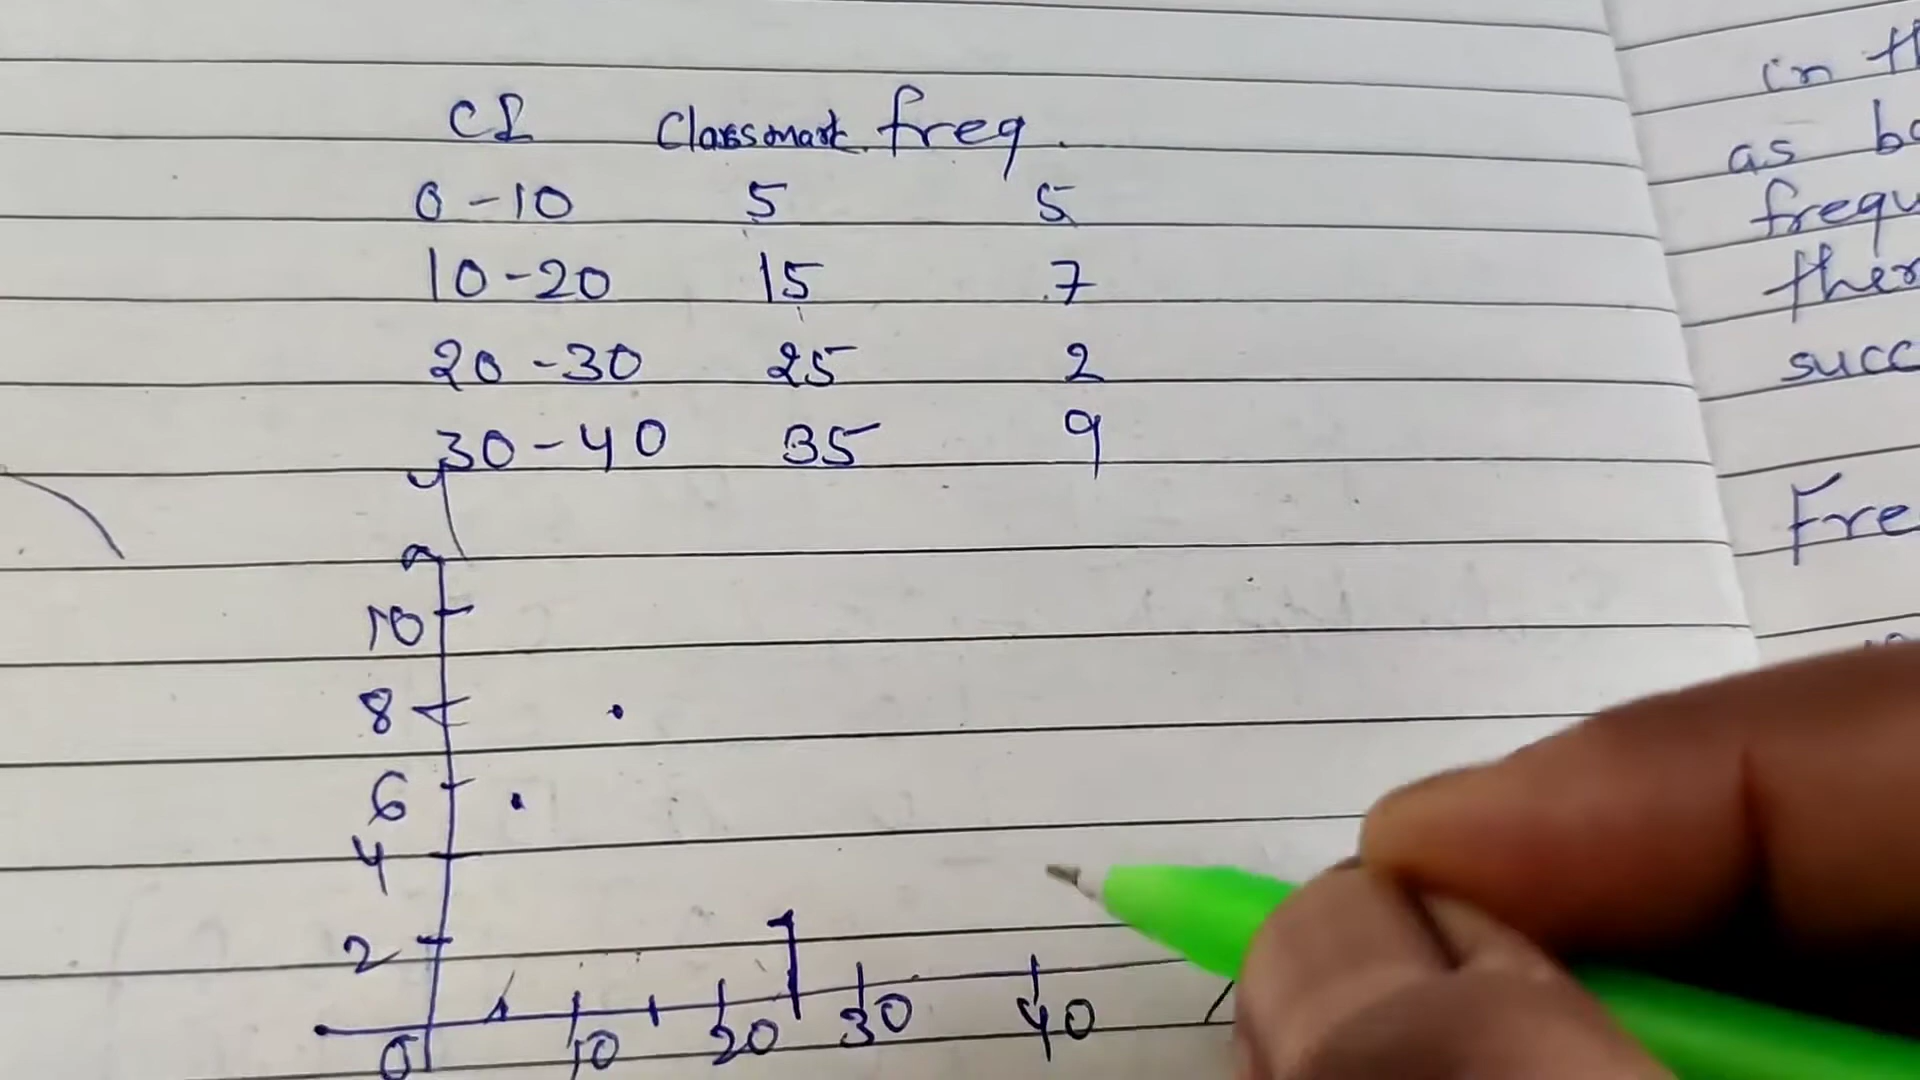 CI Classmark freq.
0-10 5 5
10-20 15 7
20-30 25 2
30-40 35 9
y
10
8
6
4
2
0 10 20 30 40
in th
as be
frequ
ther
succ
Fre